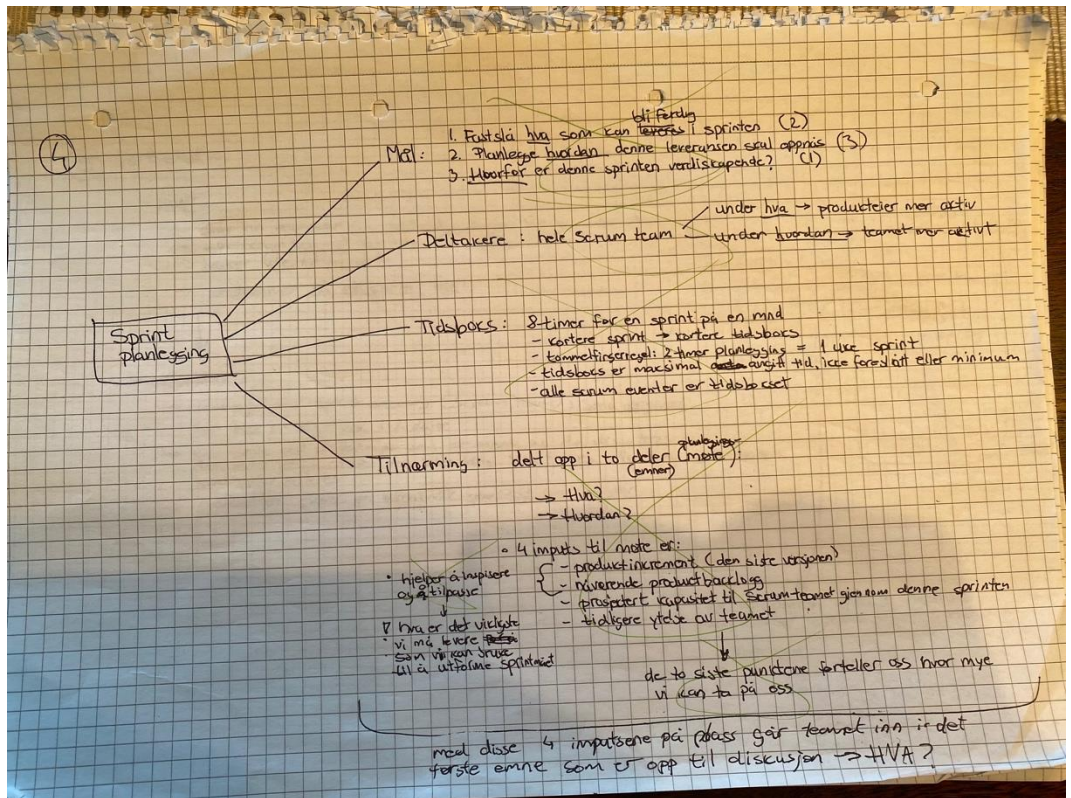 4
Mål:
bli ferdig
1. Fastslå hva som kan leveres i sprinten (2)
2. Planlegge hvordan denne leveransen skal oppnås (3)
3. Hvorfor er denne sprinten verdiskapende? (1)
under hva → produkteier mer aktiv
Deltakere : hele Scrum team
under hvordan → teamet mer aktivt
Sprint
planlegging
Tidsboks : 8-timer for en sprint på en mnd
- kortere sprint → kortere tidsboks
- tommelfingerregel: 2-timer planlegging = 1 uke sprint
- tidsboks er maksimal angitt tid, ikke foreslått eller minimum
- alle scrum eventer er tidsbokset
Tilnærming : delt opp i to deler (møte) :
(emner)
→ Hva?
→ Hvordan?
• 4 inputs til møte er:
- productincrement (den siste versjonen)
- nåværende productbacklogg
- prosjektert kapasitet til Scrum-teamet gjennom denne sprinten
- tidligere ytelse av teamet
• hjelper å inspisere
og å tilpasse
↓
hva er det viktigste
vi må levere
som vi kan bruke
til å utforme sprintmålet
↓
de to siste punktene forteller oss hvor mye
vi kan ta på oss
med disse 4 inputsene på plass går teamet inn i det
første emne som er opp til diskusjon → HVA?